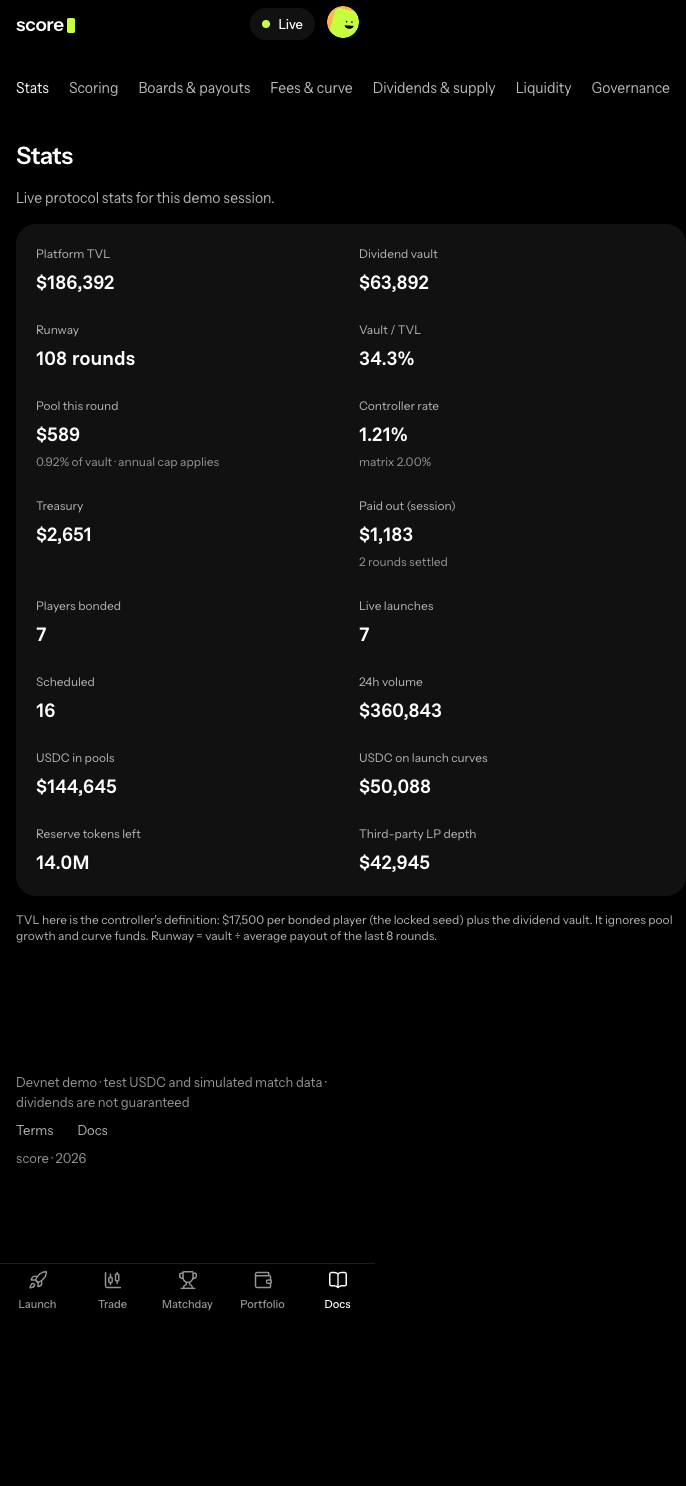 score
Live
Stats Scoring Boards & payouts Fees & curve Dividends & supply Liquidity Governance
Stats
Live protocol stats for this demo session.
Platform TVL Dividend vault
$186,392 $63,892
Runway Vault / TVL
108 rounds 34.3%
Pool this round Controller rate
$589 1.21%
0.92% of vault · annual cap applies matrix 2.00%
Treasury Paid out (session)
$2,651 $1,183
2 rounds settled
Players bonded Live launches
7 7
Scheduled 24h volume
16 $360,843
USDC in pools USDC on launch curves
$144,645 $50,088
Reserve tokens left Third-party LP depth
14.0M $42,945
TVL here is the controller's definition: $17,500 per bonded player (the locked seed) plus the dividend vault. It ignores pool
growth and curve funds. Runway = vault ÷ average payout of the last 8 rounds.
Devnet demo · test USDC and simulated match data ·
dividends are not guaranteed
Terms Docs
score · 2026
Launch Trade Matchday Portfolio Docs